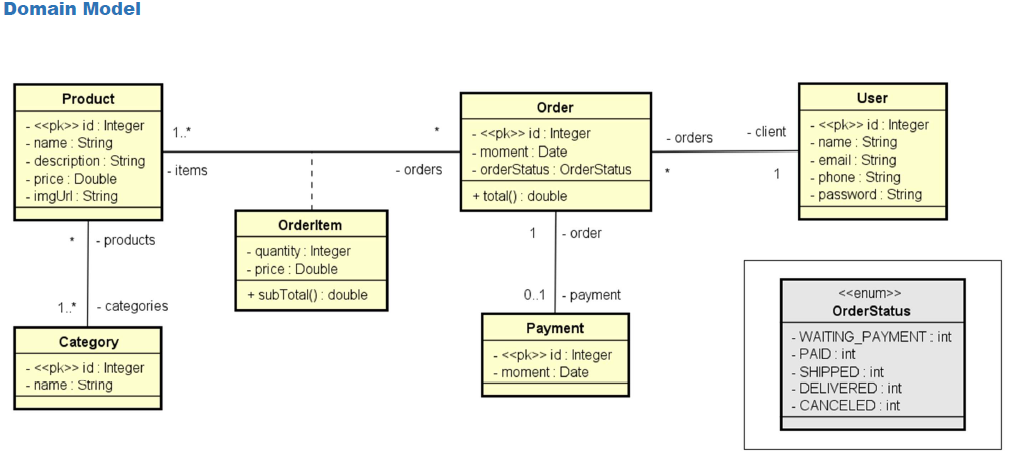 Domain Model
Product
- <<pk>> id : Integer
- name : String
- description : String
- price : Double
- imgUrl : String
1..*
*
- items
- orders
Order
- <<pk>> id : Integer
- moment : Date
- orderStatus : OrderStatus
+ total() : double
- orders
- client
*
1
User
- <<pk>> id : Integer
- name : String
- email : String
- phone : String
- password : String
OrderItem
- quantity : Integer
- price : Double
+ subTotal() : double
* - products
1..* - categories
Category
- <<pk>> id : Integer
- name : String
1 - order
0..1 - payment
Payment
- <<pk>> id : Integer
- moment : Date
<<enum>>
OrderStatus
- WAITING_PAYMENT : int
- PAID : int
- SHIPPED : int
- DELIVERED : int
- CANCELED : int